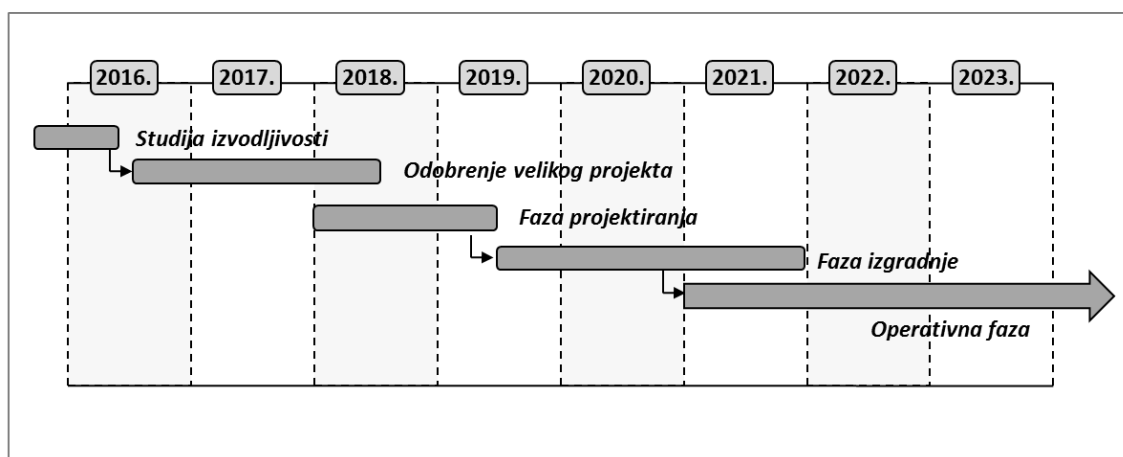 2016. 2017. 2018. 2019. 2020. 2021. 2022. 2023.
Studija izvodljivosti
Odobrenje velikog projekta
Faza projektiranja
Faza izgradnje
Operativna faza